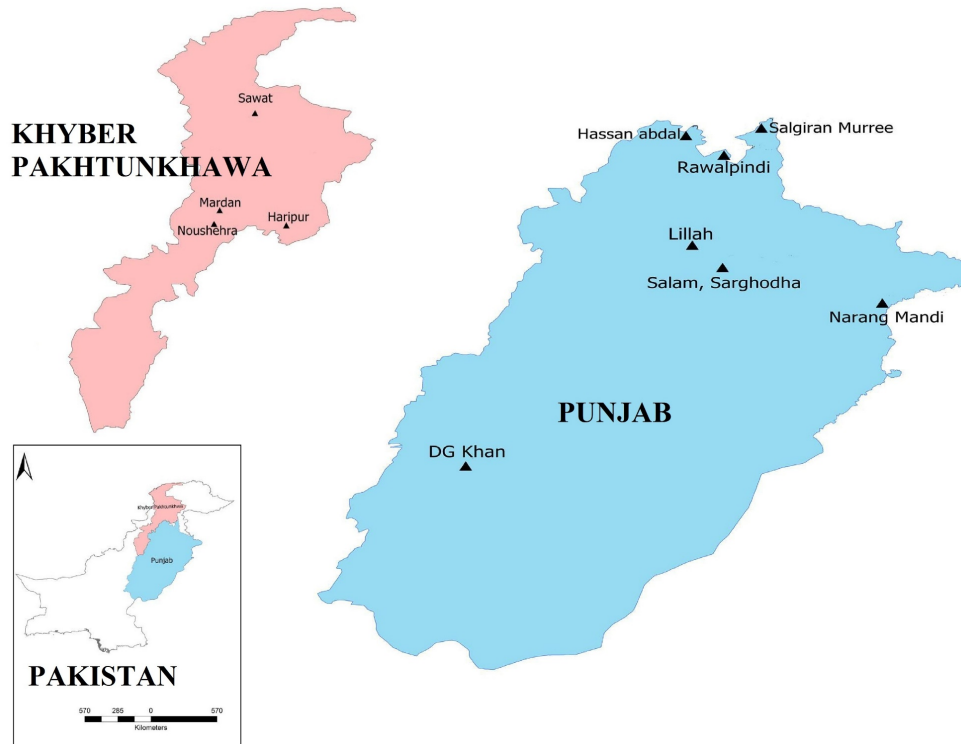 Sawat
KHYBER
PAKHTUNKHAWA
Mardan
Noushehra
Haripur
Hassan abdal
Salgiran Murree
Rawalpindi
Lillah
Salam, Sarghodha
Narang Mandi
PUNJAB
DG Khan
Punjab
PAKISTAN
570 285 0 570
Kilometers